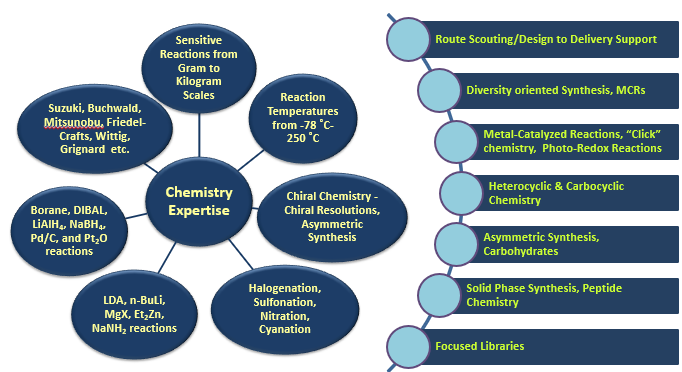 Sensitive
Reactions from
Gram to
Kilogram
Scales
Reaction
Temperatures
from -78 ˚C-
250 ˚C
Chiral Chemistry -
Chiral Resolutions,
Asymmetric
Synthesis
Halogenation,
Sulfonation,
Nitration,
Cyanation
LDA, n-BuLi,
MgX, Et₂Zn,
NaNH₂ reactions
Borane, DIBAL,
LiAlH₄, NaBH₄,
Pd/C, and Pt₂O
reactions
Suzuki, Buchwald,
Mitsunobu, Friedel-
Crafts, Wittig,
Grignard etc.
Chemistry
Expertise
Route Scouting/Design to Delivery Support
Diversity oriented Synthesis, MCRs
Metal-Catalyzed Reactions, “Click”
chemistry, Photo-Redox Reactions
Heterocyclic & Carbocyclic
Chemistry
Asymmetric Synthesis,
Carbohydrates
Solid Phase Synthesis, Peptide
Chemistry
Focused Libraries